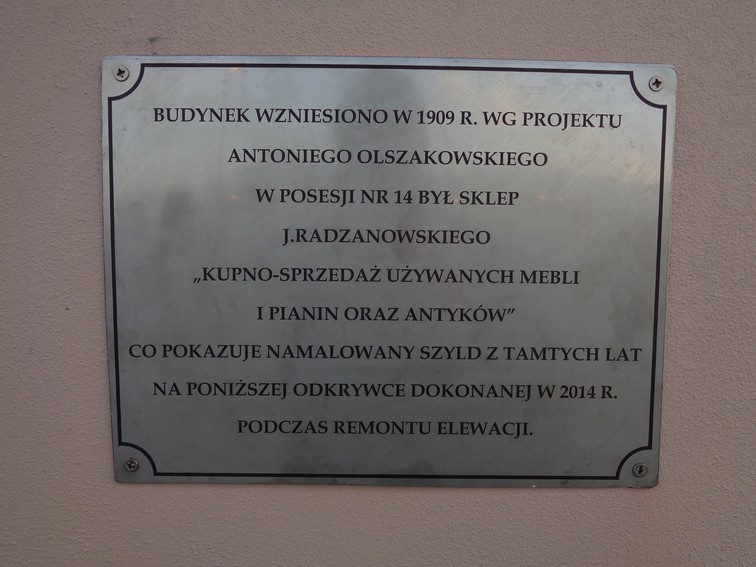 BUDYNEK WZNIESIONO W 1909 R. WG PROJEKTU
ANTONIEGO OLSZAKOWSKIEGO
W POSESJI NR 14 BYŁ SKLEP
J.RADZANOWSKIEGO
„KUPNO-SPRZEDAŻ UŻYWANYCH MEBLI
I PIANIN ORAZ ANTYKÓW”
CO POKAZUJE NAMALOWANY SZYLD Z TAMTYCH LAT
NA PONIŻSZEJ ODKRYWCE DOKONANEJ W 2014 R.
PODCZAS REMONTU ELEWACJI.